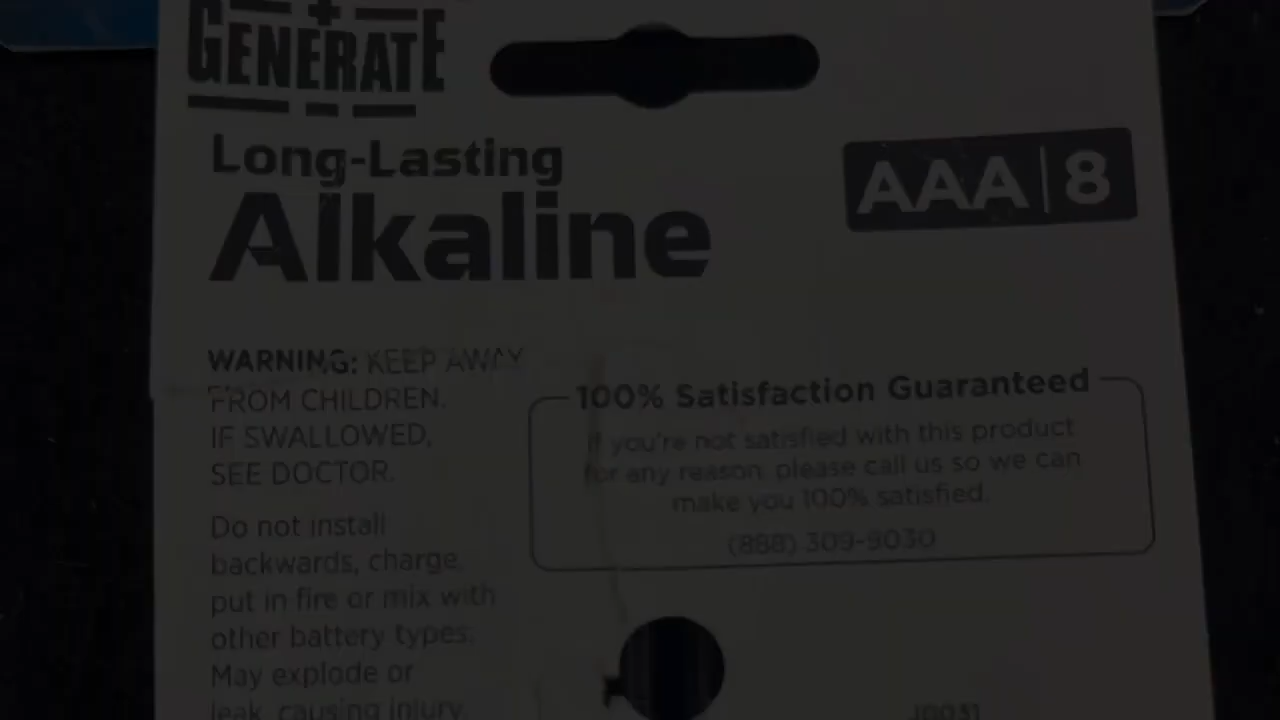 GENERATE
Long-Lasting
Alkaline
AAA 8
WARNING: KEEP AWAY
FROM CHILDREN.
IF SWALLOWED,
SEE DOCTOR.
Do not install
backwards, charge,
put in fire or mix with
other battery types.
May explode or
leak, causing injury.
100% Satisfaction Guaranteed
If you're not satisfied with this product
for any reason, please call us so we can
make you 100% satisfied.
(888) 309-9030